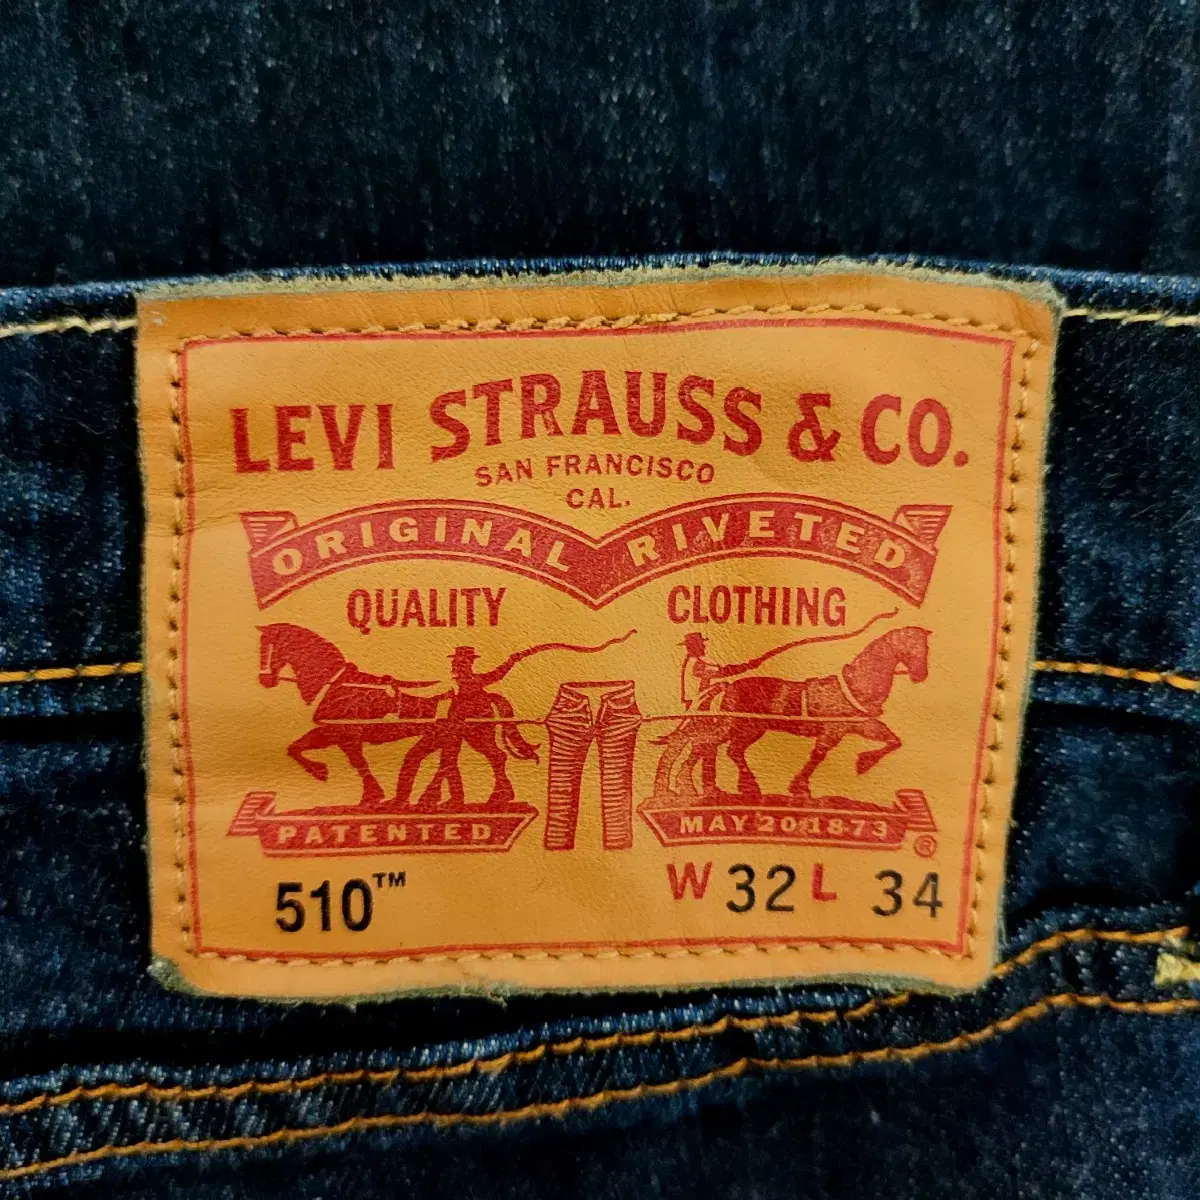 LEVI STRAUSS & CO.
SAN FRANCISCO
CAL.
ORIGINAL RIVETED
QUALITY CLOTHING
PATENTED MAY 20 1873 ®
510™ W 32 L 34